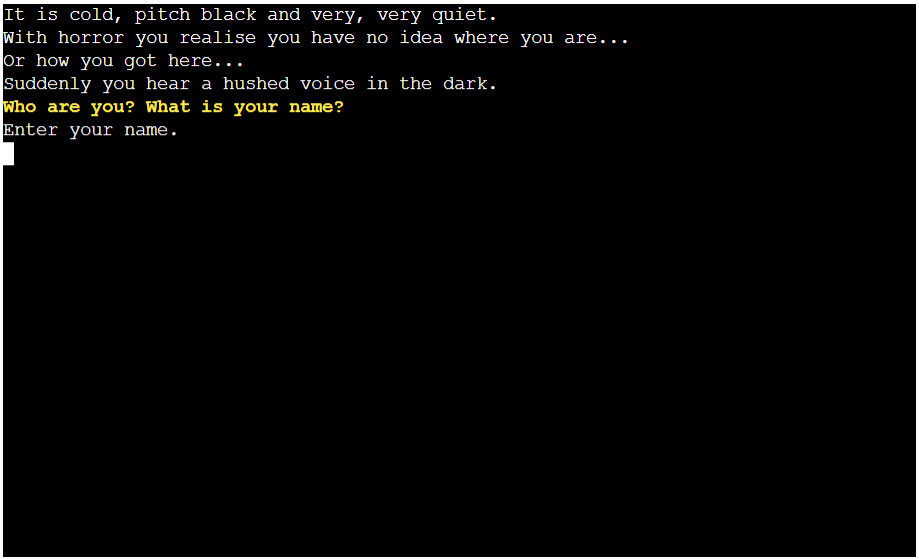 It is cold, pitch black and very, very quiet.
With horror you realise you have no idea where you are...
Or how you got here...
Suddenly you hear a hushed voice in the dark.
Who are you? What is your name?
Enter your name.